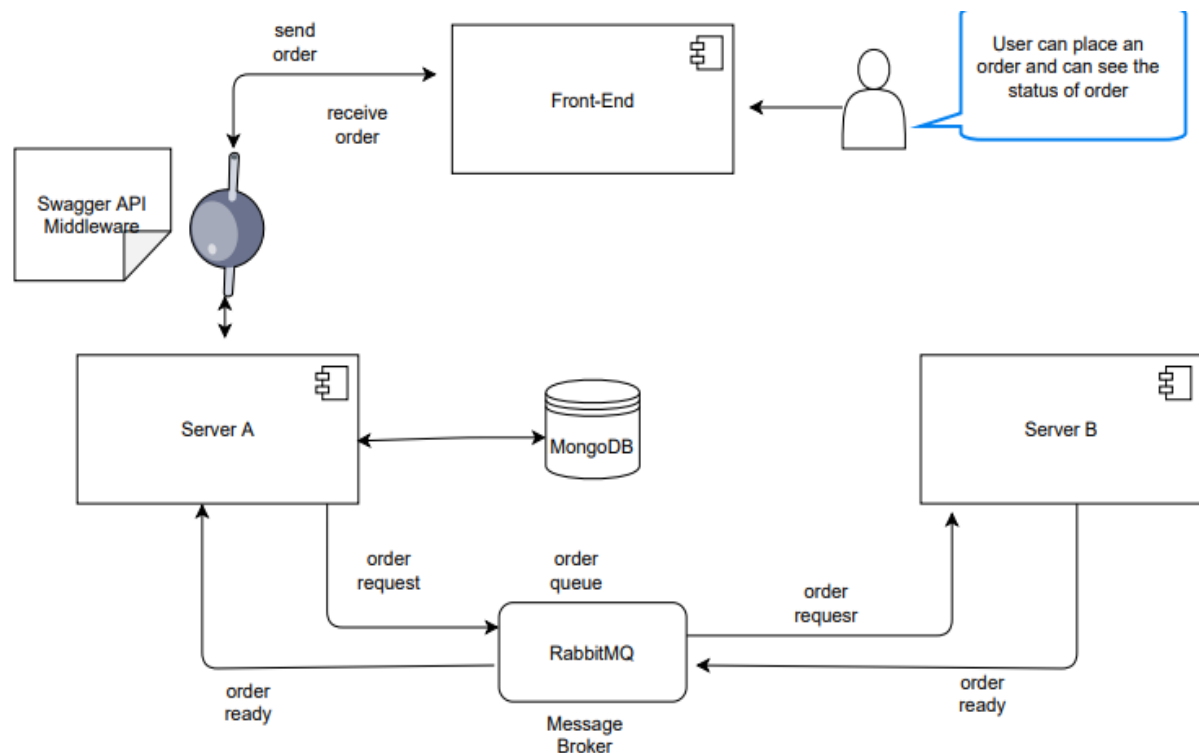 send
order
User can place an
order and can see the
status of order
Front-End
receive
order
Swagger API
Middleware
Server A
MongoDB
Server B
order
request
order
queue
order
requesr
RabbitMQ
order
ready
order
ready
Message
Broker